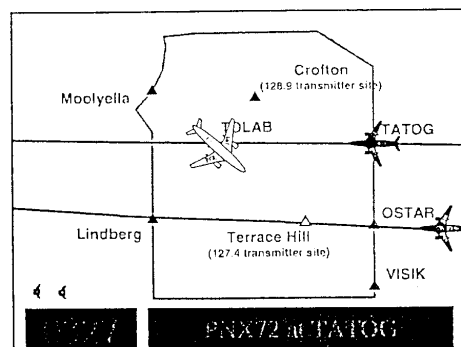 Crofton
(128.9 transmitter site)
Moolyella
TOLAB
TATOG
OSTAR
Lindberg
Terrace Hill
(127.4 transmitter site)
VISIK
PNX72 at TATOG